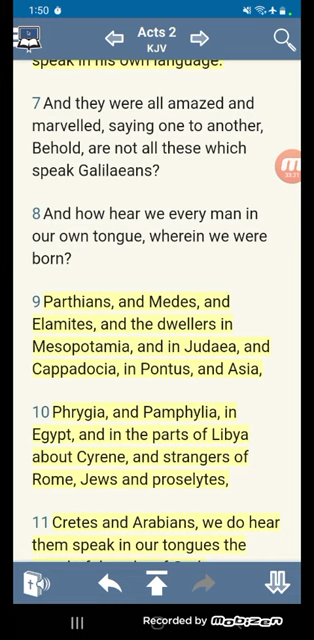 1:50
Acts 2
KJV
speak in his own language.
7 And they were all amazed and
marvelled, saying one to another,
Behold, are not all these which
speak Galilaeans?
8 And how hear we every man in
our own tongue, wherein we were
born?
9 Parthians, and Medes, and
Elamites, and the dwellers in
Mesopotamia, and in Judaea, and
Cappadocia, in Pontus, and Asia,
10 Phrygia, and Pamphylia, in
Egypt, and in the parts of Libya
about Cyrene, and strangers of
Rome, Jews and proselytes,
11 Cretes and Arabians, we do hear
them speak in our tongues the
Recorded by mobizen